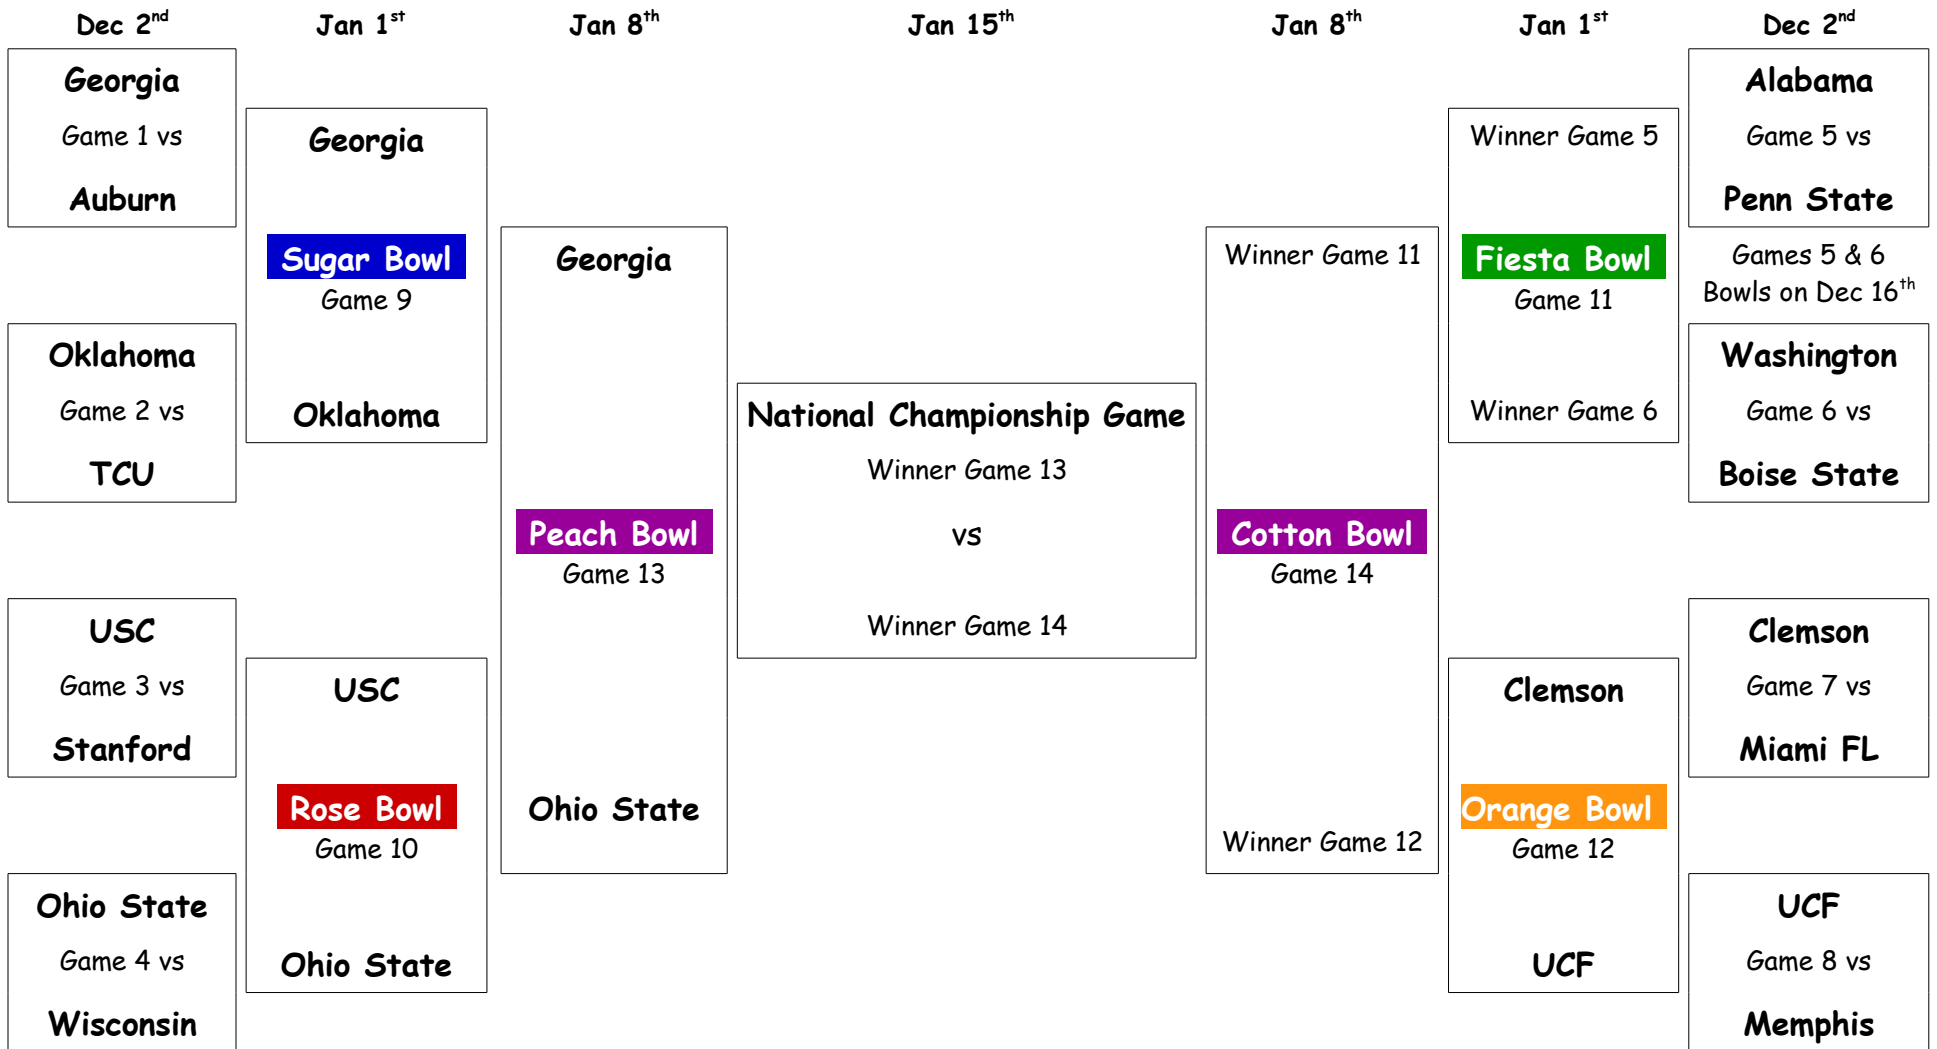 Dec 2nd
Jan 1st
Jan 8th
Jan 15th
Jan 8th
Jan 1st
Dec 2nd
Georgia
Game 1 vs
Auburn
Oklahoma
Game 2 vs
TCU
USC
Game 3 vs
Stanford
Ohio State
Game 4 vs
Wisconsin
Georgia
Sugar Bowl
Game 9
Oklahoma
USC
Rose Bowl
Game 10
Ohio State
Georgia
Peach Bowl
Game 13
Ohio State
National Championship Game
Winner Game 13
vs
Winner Game 14
Winner Game 11
Cotton Bowl
Game 14
Winner Game 12
Winner Game 5
Fiesta Bowl
Game 11
Winner Game 6
Clemson
Orange Bowl
Game 12
UCF
Alabama
Game 5 vs
Penn State
Games 5 & 6
Bowls on Dec 16th
Washington
Game 6 vs
Boise State
Clemson
Game 7 vs
Miami FL
UCF
Game 8 vs
Memphis